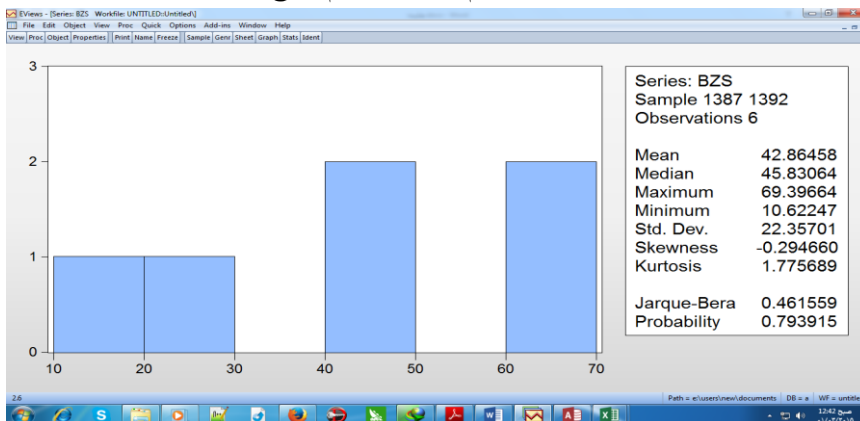 EViews - [Series: BZS Workfile: UNTITLED::Untitled\]
File Edit Object View Proc Quick Options Add-ins Window Help
View Proc Object Properties Print Name Freeze Sample Genr Sheet Graph Stats Ident
3
2
1
0
10 20 30 40 50 60 70
Series: BZS
Sample 1387 1392
Observations 6
Mean 42.86458
Median 45.83064
Maximum 69.39664
Minimum 10.62247
Std. Dev. 22.35701
Skewness -0.294660
Kurtosis 1.775689
Jarque-Bera 0.461559
Probability 0.793915
2.6
Path = e:\users\new\documents DB = a WF = untitle
12:42 صبح